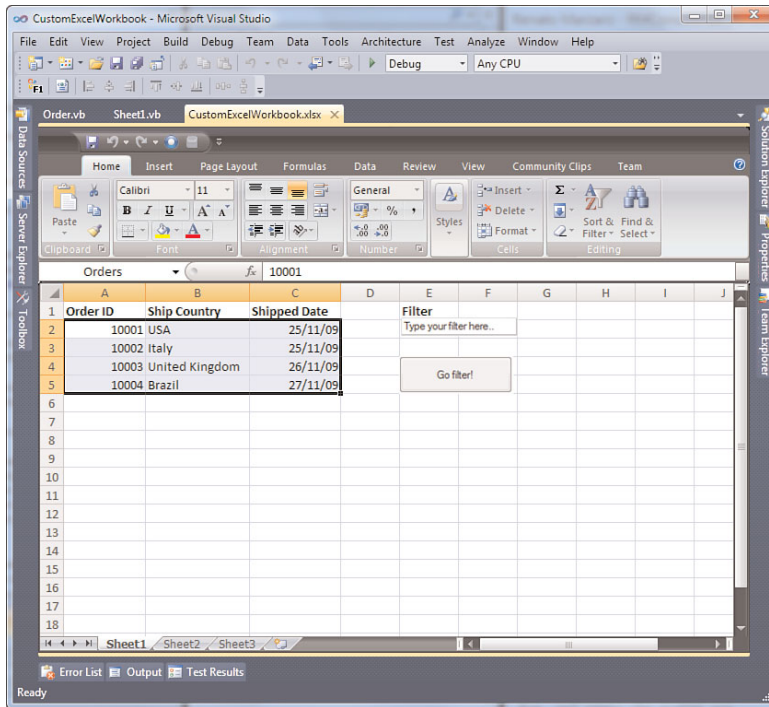 CustomExcelWorkbook - Microsoft Visual Studio
File Edit View Project Build Debug Team Data Tools Architecture Test Analyze Window Help
Debug Any CPU
F1
Order.vb Sheet1.vb CustomExcelWorkbook.xlsx
Home Insert Page Layout Formulas Data Review View Community Clips Team
Paste
Calibri 11
B I U A A
A
General
% ,
.00 .00
Styles
Insert
Delete
Format
Σ
Sort & Filter
Find & Select
Clipboard Font Alignment Number Cells Editing
Orders fx 10001
A B C D E F G H I J
1 Order ID Ship Country Shipped Date Filter
2 10001 USA 25/11/09 Type your filter here..
3 10002 Italy 25/11/09
4 10003 United Kingdom 26/11/09
Go filter!
5 10004 Brazil 27/11/09
6
7
8
9
10
11
12
13
14
15
16
17
18
Sheet1 Sheet2 Sheet3
Error List Output Test Results
Ready
Data Sources
Server Explorer
Toolbox
Solution Explorer
Properties
Team Explorer